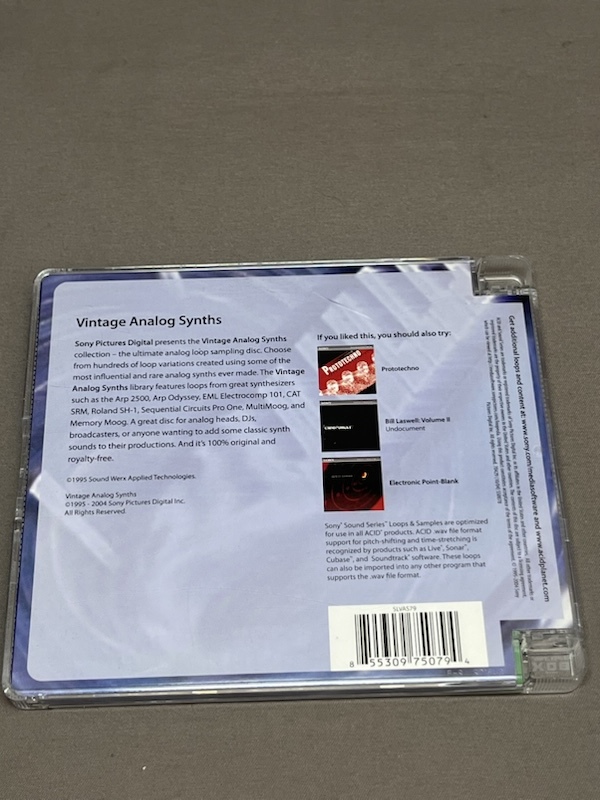 Vintage Analog Synths
Sony Pictures Digital presents the Vintage Analog Synths
collection – the ultimate analog loop sampling disc. Choose
from hundreds of loop variations created using some of the
most influential and rare analog synths ever made. The Vintage
Analog Synths library features loops from great synthesizers
such as the Arp 2500, Arp Odyssey, EML Electrocomp 101, CAT
SRM, Roland SH-1, Sequential Circuits Pro One, MultiMoog, and
Memory Moog. A great disc for analog heads, DJs,
broadcasters, or anyone wanting to add some classic synth
sounds to their productions. And it's 100% original and
royalty-free.
©1995 Sound Werx Applied Technologies.
Vintage Analog Synths
©1995 - 2004 Sony Pictures Digital Inc.
All Rights Reserved.
If you liked this, you should also try:
PROTOTECHNO
Prototechno
Bill Laswell: Volume II
Undocument
Electronic Point-Blank
Sony® Sound Series™ Loops & Samples are optimized
for use in all ACID® products. ACID .wav file format
support for pitch-shifting and time-stretching is
recognized by products such as Live™, Sonar™,
Cubase™, and Soundtrack™ software. These loops
can also be imported into any other program that
supports the .wav file format.
SLVAS79
8 55309 75079 4
Get additional loops and content at: www.sony.com/mediasoftware and www.acidplanet.com